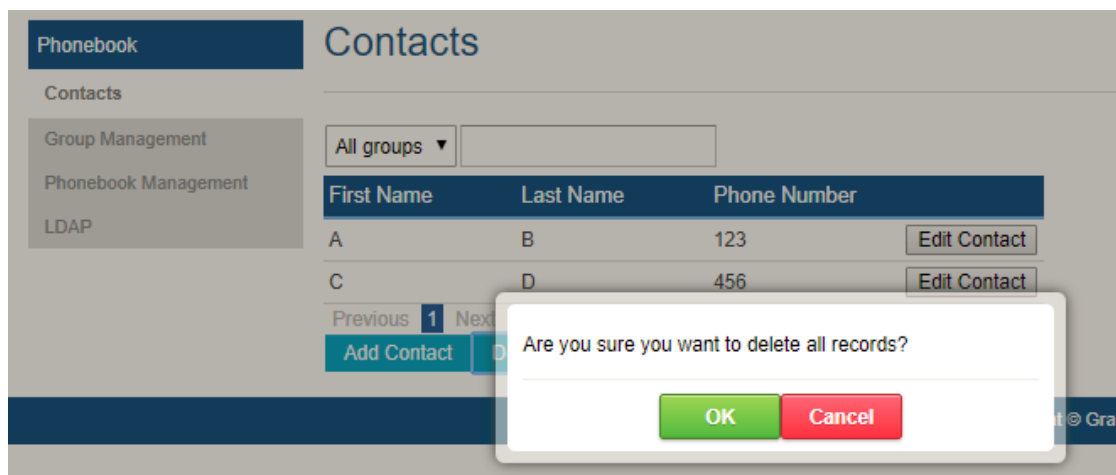 Phonebook
Contacts
Group Management
Phonebook Management
LDAP
Contacts
All groups ▼
First Name Last Name Phone Number
A B 123 Edit Contact
C D 456 Edit Contact
Previous 1 Next
Add Contact
Are you sure you want to delete all records?
OK Cancel